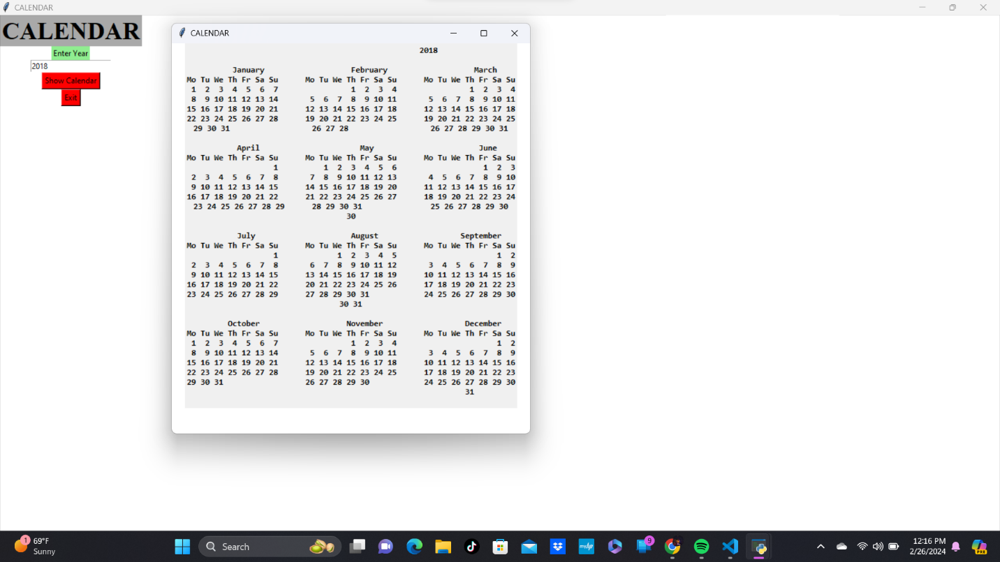 CALENDAR
CALENDAR
Enter Year
2018
Show Calendar
Exit
CALENDAR
2018
January February March
Mo Tu We Th Fr Sa Su Mo Tu We Th Fr Sa Su Mo Tu We Th Fr Sa Su
1 2 3 4 5 6 7 1 2 3 4 1 2 3 4
8 9 10 11 12 13 14 5 6 7 8 9 10 11 5 6 7 8 9 10 11
15 16 17 18 19 20 21 12 13 14 15 16 17 18 12 13 14 15 16 17 18
22 23 24 25 26 27 28 19 20 21 22 23 24 25 19 20 21 22 23 24 25
29 30 31 26 27 28 26 27 28 29 30 31
April May June
Mo Tu We Th Fr Sa Su Mo Tu We Th Fr Sa Su Mo Tu We Th Fr Sa Su
1 1 2 3 4 5 6 1 2 3
2 3 4 5 6 7 8 7 8 9 10 11 12 13 4 5 6 7 8 9 10
9 10 11 12 13 14 15 14 15 16 17 18 19 20 11 12 13 14 15 16 17
16 17 18 19 20 21 22 21 22 23 24 25 26 27 18 19 20 21 22 23 24
23 24 25 26 27 28 29 28 29 30 31 25 26 27 28 29 30
30
July August September
Mo Tu We Th Fr Sa Su Mo Tu We Th Fr Sa Su Mo Tu We Th Fr Sa Su
1 1 2 3 4 5 1 2
2 3 4 5 6 7 8 6 7 8 9 10 11 12 3 4 5 6 7 8 9
9 10 11 12 13 14 15 13 14 15 16 17 18 19 10 11 12 13 14 15 16
16 17 18 19 20 21 22 20 21 22 23 24 25 26 17 18 19 20 21 22 23
23 24 25 26 27 28 29 27 28 29 30 31 24 25 26 27 28 29 30
30 31
October November December
Mo Tu We Th Fr Sa Su Mo Tu We Th Fr Sa Su Mo Tu We Th Fr Sa Su
1 2 3 4 5 6 7 1 2 3 4 1 2
8 9 10 11 12 13 14 5 6 7 8 9 10 11 3 4 5 6 7 8 9
15 16 17 18 19 20 21 12 13 14 15 16 17 18 10 11 12 13 14 15 16
22 23 24 25 26 27 28 19 20 21 22 23 24 25 17 18 19 20 21 22 23
29 30 31 26 27 28 29 30 24 25 26 27 28 29 30
31
1
69°F
Sunny
Search
mhp
9
12:16 PM
2/26/2024
PRE